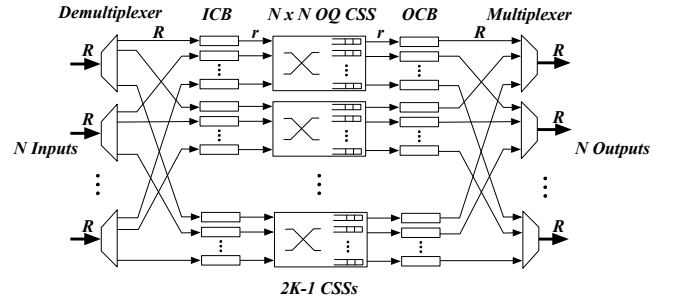 Demultiplexer ICB N x N OQ CSS OCB Multiplexer
R r r R
R R
R R
N Inputs N Outputs
R R
2K-1 CSSs